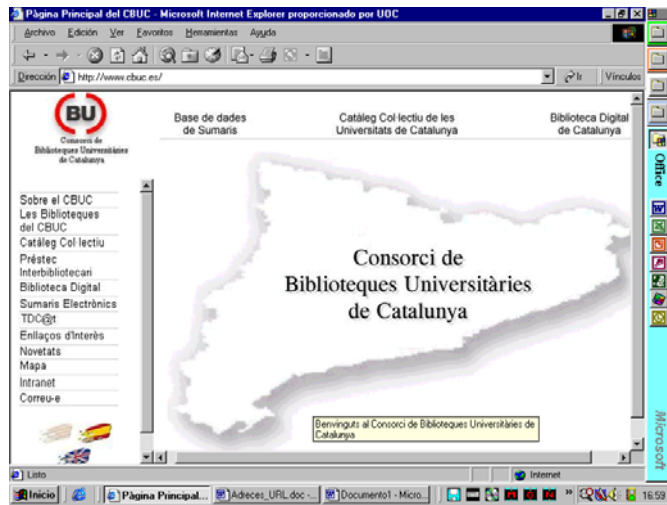 Pàgina Principal del CBUC - Microsoft Internet Explorer proporcionado por UOC
Archivo Edición Ver Favoritos Herramientas Ayuda
Dirección http://www.cbuc.es/ Ir Vínculos
BU
Consorci de
Biblioteques Universitàries
de Catalunya
Base de dades
de Sumaris
Catàleg Col·lectiu de les
Universitats de Catalunya
Biblioteca Digital
de Catalunya
Sobre el CBUC
Les Biblioteques
del CBUC
Catàleg Col·lectiu
Préstec
Interbibliotecari
Biblioteca Digital
Sumaris Electrònics
TDC@t
Enllaços d'Interès
Novetats
Mapa
Intranet
Correu-e
Consorci de
Biblioteques Universitàries
de Catalunya
Benvinguts al Consorci de Biblioteques Universitàries de
Catalunya
Office
Microsoft
Listo Internet
Inicio Pàgina Principal... Adreces_URL.doc -... Documento1 - Micro... 16:59